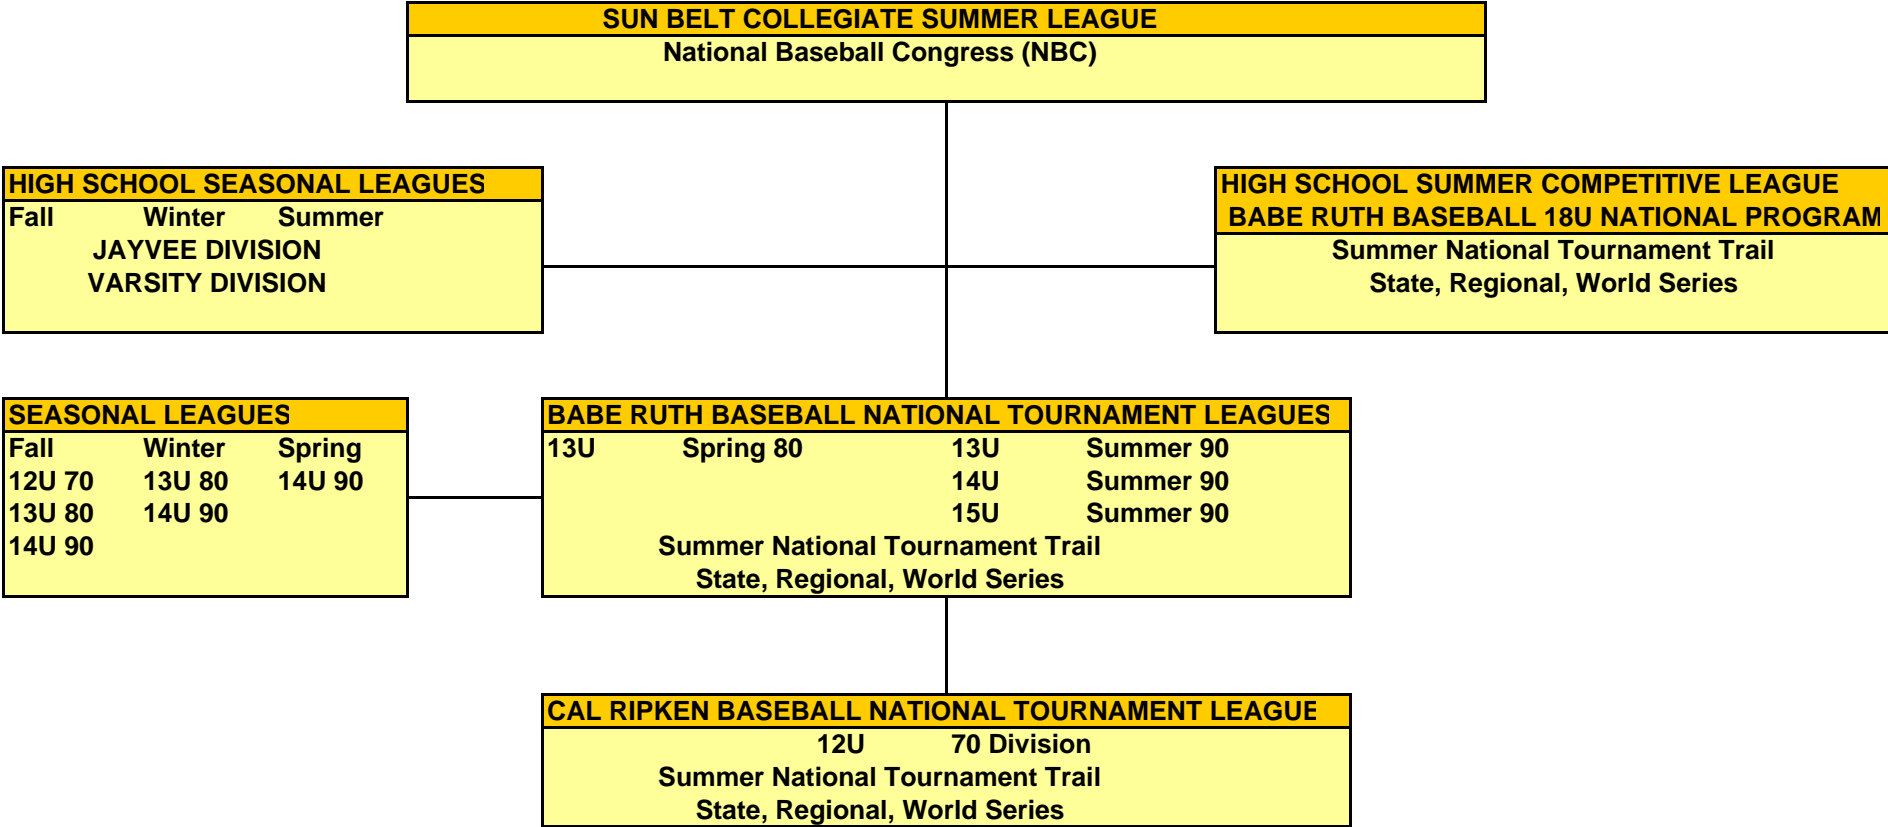 SUN BELT COLLEGIATE SUMMER LEAGUE
National Baseball Congress (NBC)
HIGH SCHOOL SEASONAL LEAGUES
Fall Winter Summer
JAYVEE DIVISION
VARSITY DIVISION
HIGH SCHOOL SUMMER COMPETITIVE LEAGUE
BABE RUTH BASEBALL 18U NATIONAL PROGRAM
Summer National Tournament Trail
State, Regional, World Series
SEASONAL LEAGUES
Fall Winter Spring
12U 70 13U 80 14U 90
13U 80 14U 90
14U 90
BABE RUTH BASEBALL NATIONAL TOURNAMENT LEAGUES
13U Spring 80 13U Summer 90
14U Summer 90
15U Summer 90
Summer National Tournament Trail
State, Regional, World Series
CAL RIPKEN BASEBALL NATIONAL TOURNAMENT LEAGUE
12U 70 Division
Summer National Tournament Trail
State, Regional, World Series